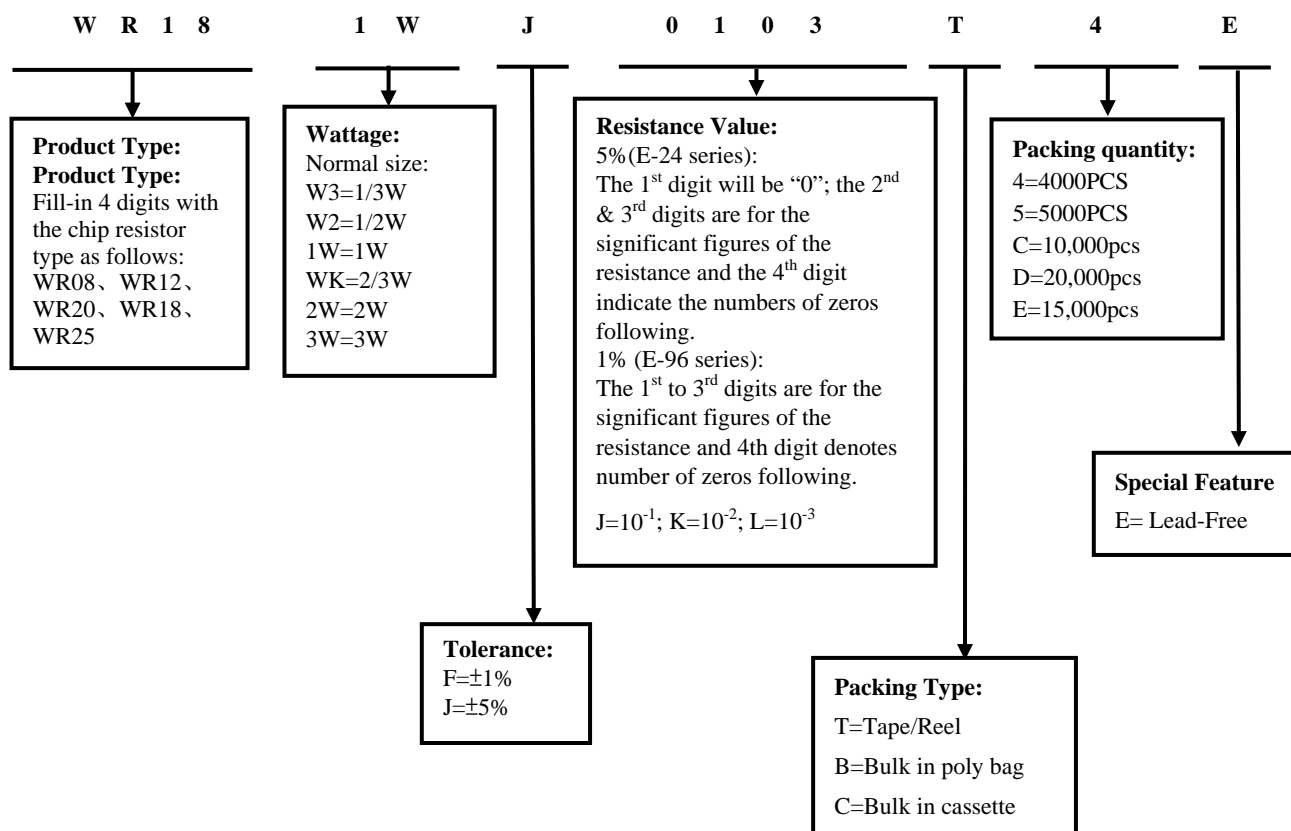 W R 1 8 1 W J 0 1 0 3 T 4 E
Product Type:
Product Type:
Fill-in 4 digits with
the chip resistor
type as follows:
WR08、WR12、
WR20、WR18、
WR25
Wattage:
Normal size:
W3=1/3W
W2=1/2W
1W=1W
WK=2/3W
2W=2W
3W=3W
Resistance Value:
5%(E-24 series):
The 1st digit will be “0”; the 2nd
& 3rd digits are for the
significant figures of the
resistance and the 4th digit
indicate the numbers of zeros
following.
1% (E-96 series):
The 1st to 3rd digits are for the
significant figures of the
resistance and 4th digit denotes
number of zeros following.
J=10-1; K=10-2; L=10-3
Packing quantity:
4=4000PCS
5=5000PCS
C=10,000pcs
D=20,000pcs
E=15,000pcs
Special Feature
E= Lead-Free
Tolerance:
F=±1%
J=±5%
Packing Type:
T=Tape/Reel
B=Bulk in poly bag
C=Bulk in cassette